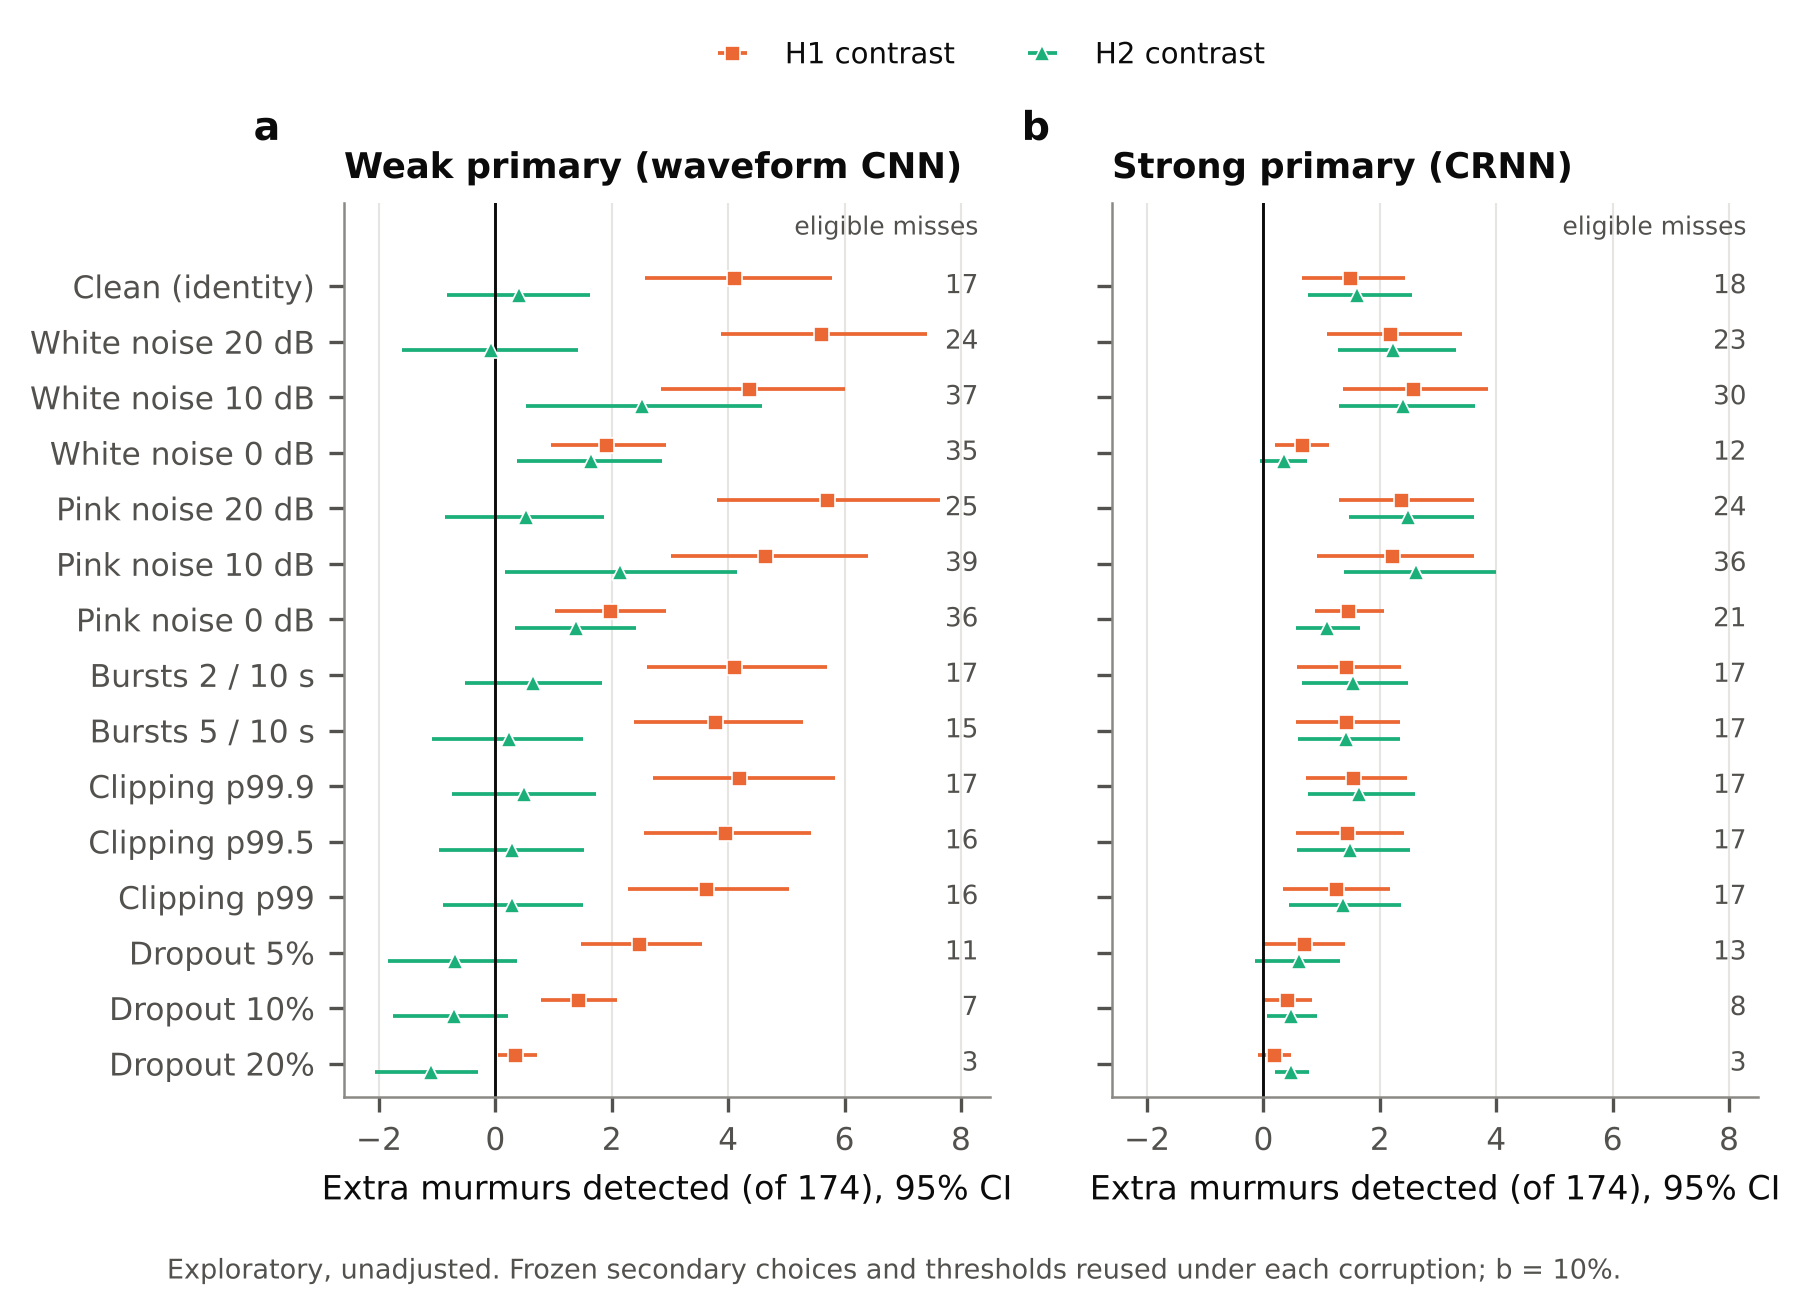 H1 contrast
H2 contrast
a
Weak primary (waveform CNN)
eligible misses
Clean (identity) 17
White noise 20 dB 24
White noise 10 dB 37
White noise 0 dB 35
Pink noise 20 dB 25
Pink noise 10 dB 39
Pink noise 0 dB 36
Bursts 2 / 10 s 17
Bursts 5 / 10 s 15
Clipping p99.9 17
Clipping p99.5 16
Clipping p99 16
Dropout 5% 11
Dropout 10% 7
Dropout 20% 3
−2 0 2 4 6 8
Extra murmurs detected (of 174), 95% CI
b
Strong primary (CRNN)
eligible misses
18
23
30
12
24
36
21
17
17
17
17
17
13
8
3
−2 0 2 4 6 8
Extra murmurs detected (of 174), 95% CI
Exploratory, unadjusted. Frozen secondary choices and thresholds reused under each corruption; b = 10%.